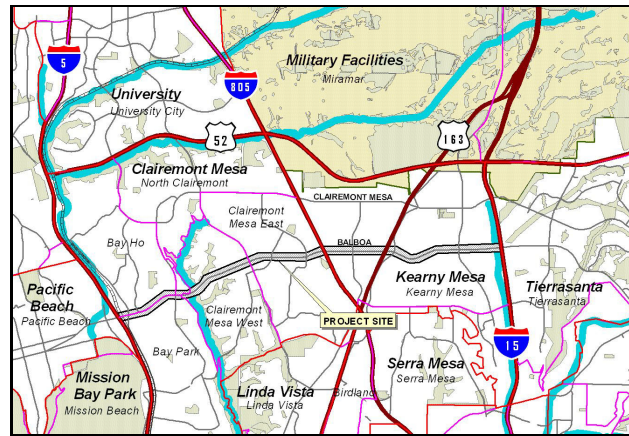 5
Military Facilities
Miramar
805
University
University City
52
163
Clairemont Mesa
North Clairemont
CLAIREMONT MESA
Clairemont
Mesa East
Bay Ho
BALBOA
Kearny Mesa
Kearny Mesa
Tierrasanta
Tierrasanta
Pacific
Beach
Pacific Beach
Clairemont
Mesa West
PROJECT SITE
Bay Park
15
Serra Mesa
Serra Mesa
Mission
Bay Park
Mission Beach
Linda Vista
Linda Vista
Birdland